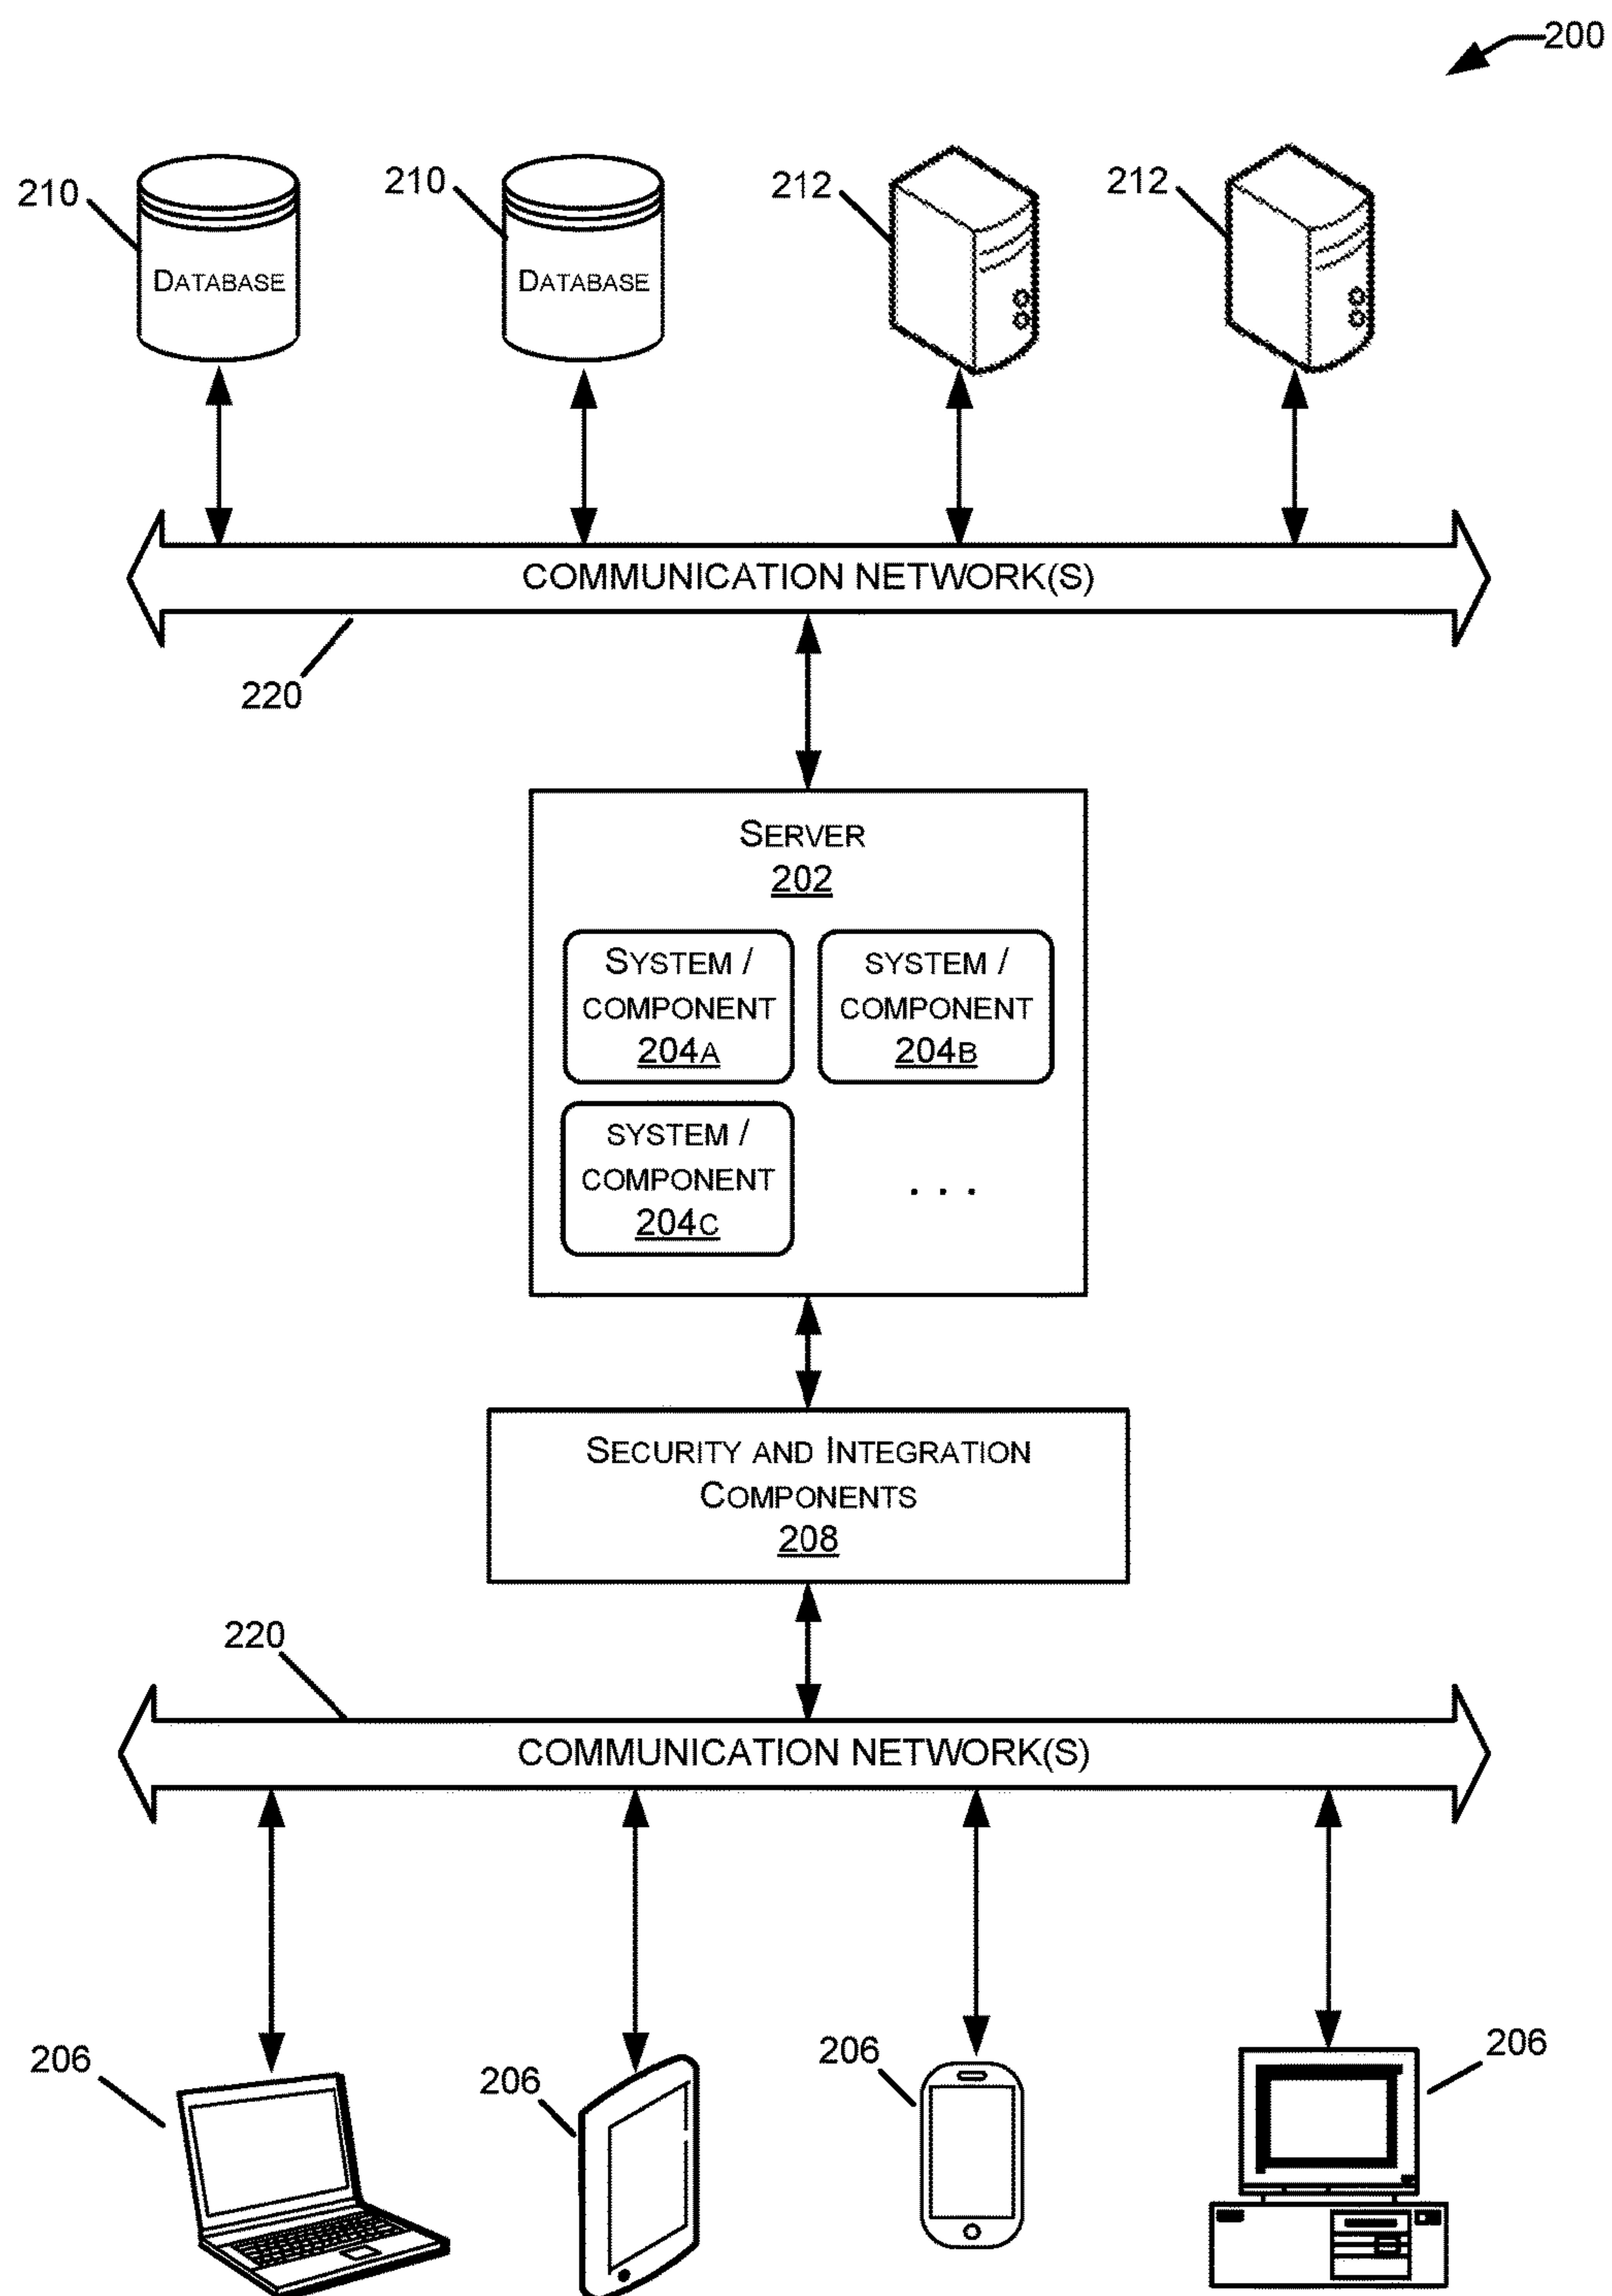 200
210
210
212
212
DATABASE
DATABASE
COMMUNICATION NETWORK(S)
220
SERVER
202
SYSTEM /
COMPONENT
204A
SYSTEM /
COMPONENT
204B
SYSTEM /
COMPONENT
204C
. . .
SECURITY AND INTEGRATION
COMPONENTS
208
220
COMMUNICATION NETWORK(S)
206
206
206
206